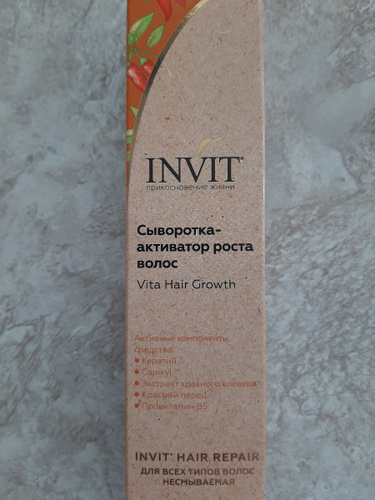 INVIT®
прикосновение жизни
Сыворотка-
активатор роста
волос
Vita Hair Growth
Активные компоненты
средства:
• Кератин
• Capixyl™
• Экстракт красного клевера
• Красный перец
• Провитамин B5
INVIT® HAIR REPAIR
ДЛЯ ВСЕХ ТИПОВ ВОЛОС
НЕСМЫВАЕМАЯ